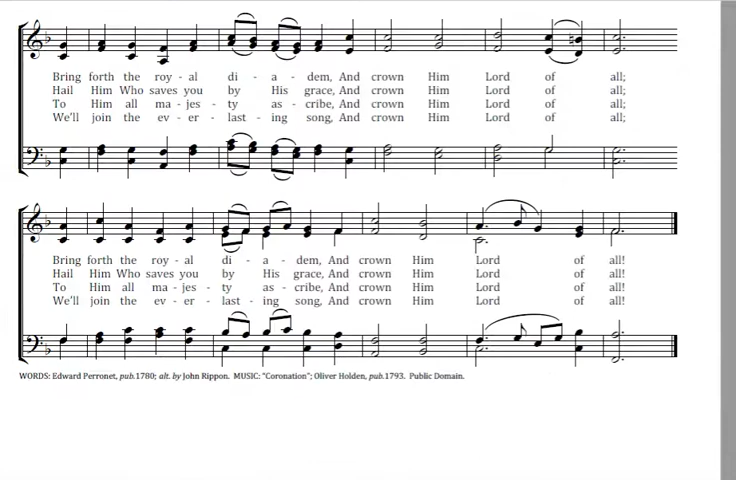 Bring forth the roy - al di - a - dem, And crown Him Lord of all;
Hail Him Who saves you by His grace, And crown Him Lord of all;
To Him all ma - jes - ty as - cribe, And crown Him Lord of all;
We'll join the ev - er - last - ing song, And crown Him Lord of all;
Bring forth the roy - al di - a - dem, And crown Him Lord of all!
Hail Him Who saves you by His grace, And crown Him Lord of all!
To Him all ma - jes - ty as - cribe, And crown Him Lord of all!
We'll join the ev - er - last - ing song, And crown Him Lord of all!
WORDS: Edward Perronet, pub.1780; alt. by John Rippon. MUSIC: "Coronation"; Oliver Holden, pub.1793. Public Domain.